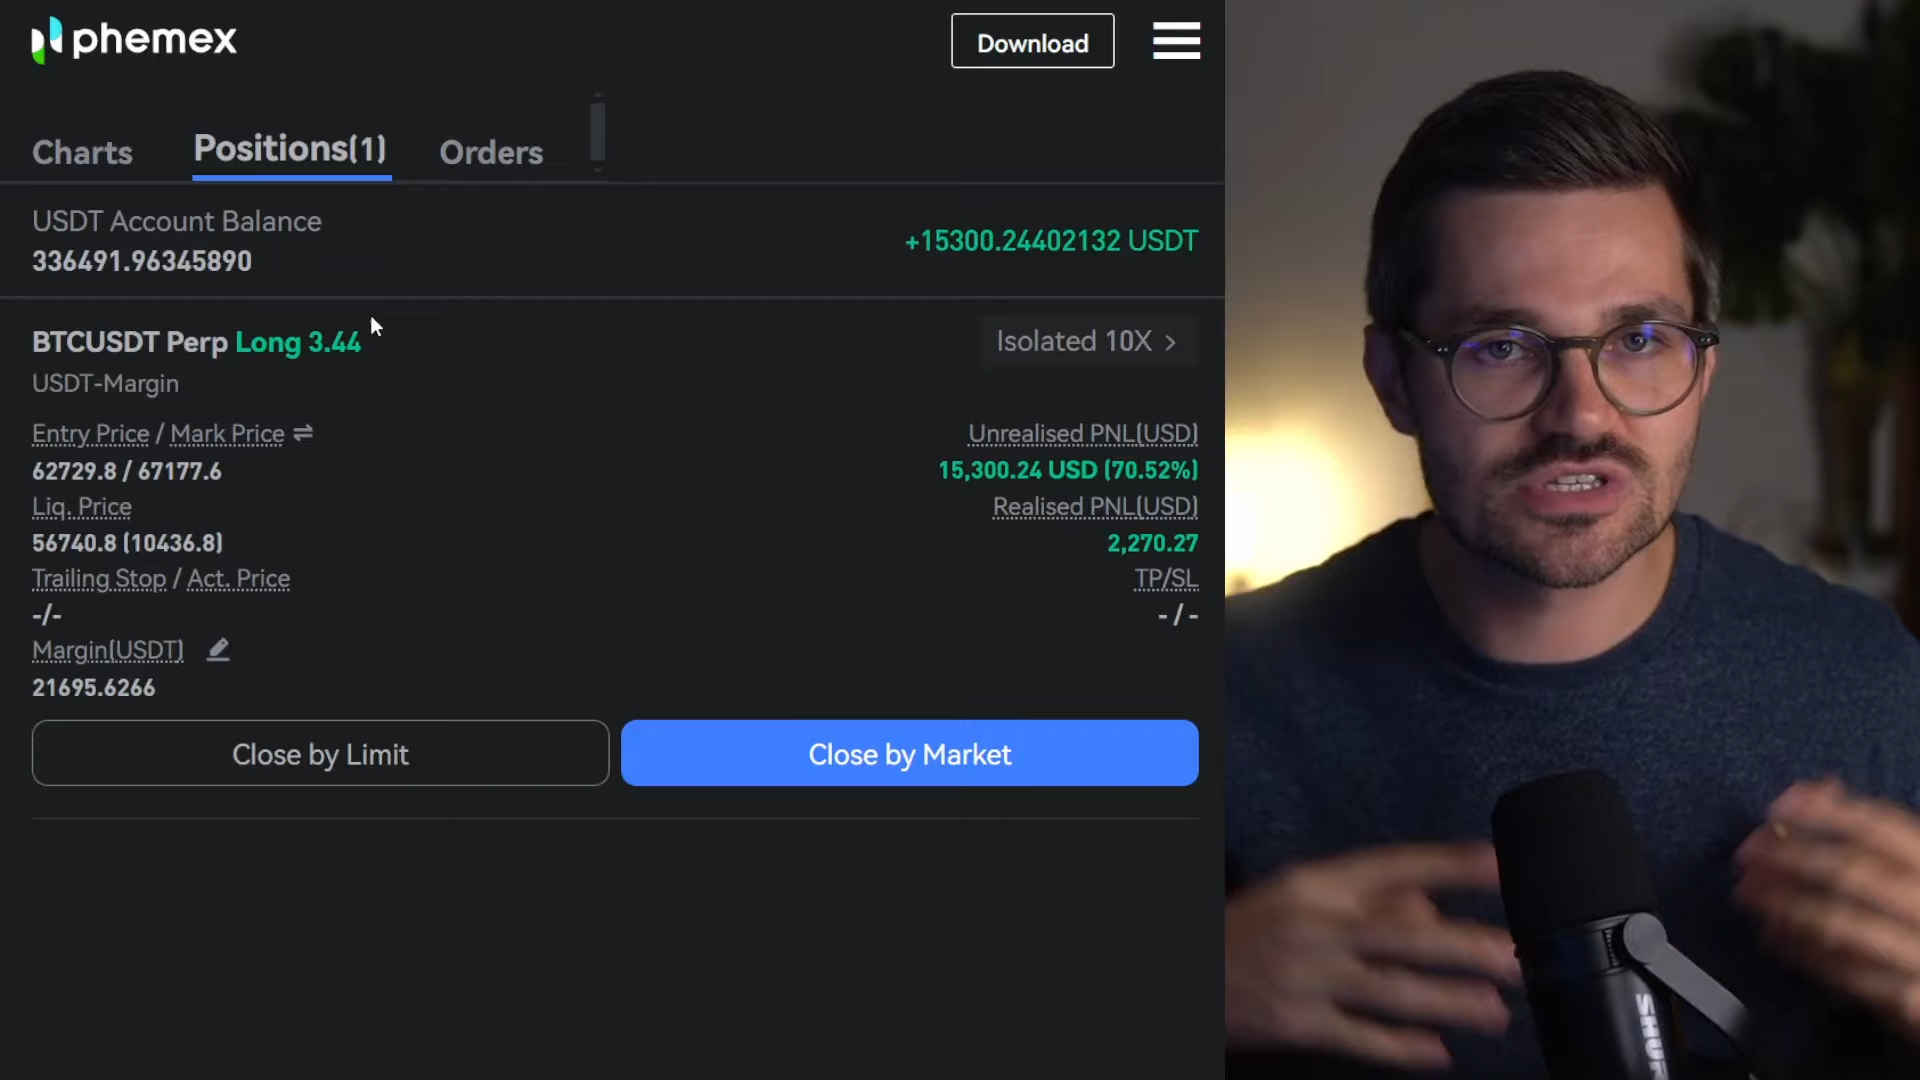 phemex
Download
Charts
Positions(1)
Orders
USDT Account Balance
336491.96345890
+15300.24402132 USDT
BTCUSDT Perp Long 3.44
Isolated 10X >
USDT-Margin
Entry Price / Mark Price ⇌
Unrealised PNL(USD)
62729.8 / 67177.6
15,300.24 USD (70.52%)
Liq. Price
Realised PNL(USD)
56740.8 (10436.8)
2,270.27
Trailing Stop / Act. Price
TP/SL
-/-
- / -
Margin(USDT)
21695.6266
Close by Limit
Close by Market
SHUR